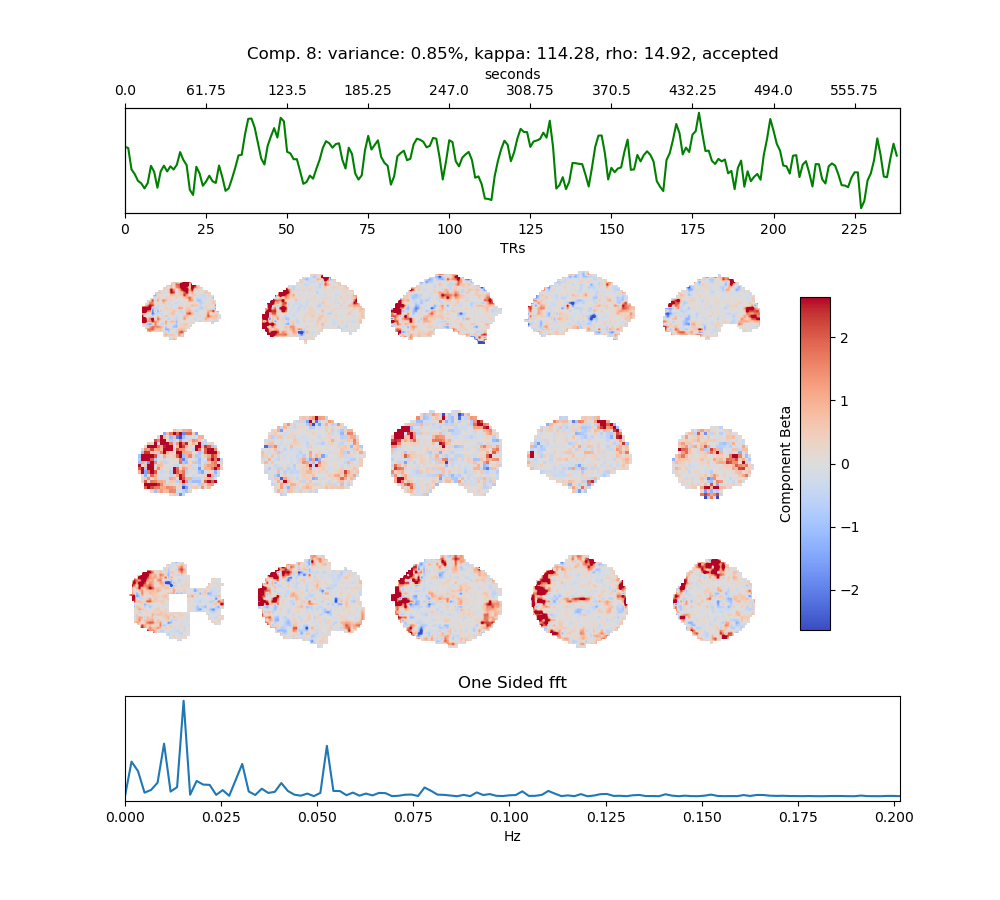 Comp. 8: variance: 0.85%, kappa: 114.28, rho: 14.92, accepted
seconds
0.0 61.75 123.5 185.25 247.0 308.75 370.5 432.25 494.0 555.75
0 25 50 75 100 125 150 175 200 225
TRs
2
1
0
−1
−2
Component Beta
One Sided fft
0.000 0.025 0.050 0.075 0.100 0.125 0.150 0.175 0.200
Hz